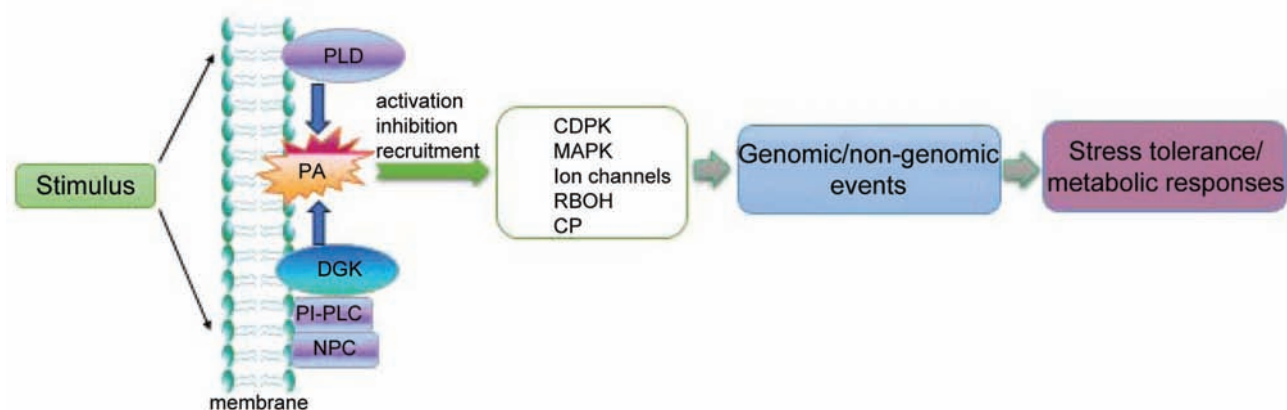 Stimulus
PLD
PA
DGK
PI-PLC
NPC
membrane
activation
inhibition
recruitment
CDPK
MAPK
Ion channels
RBOH
CP
Genomic/non-genomic
events
Stress tolerance/
metabolic responses